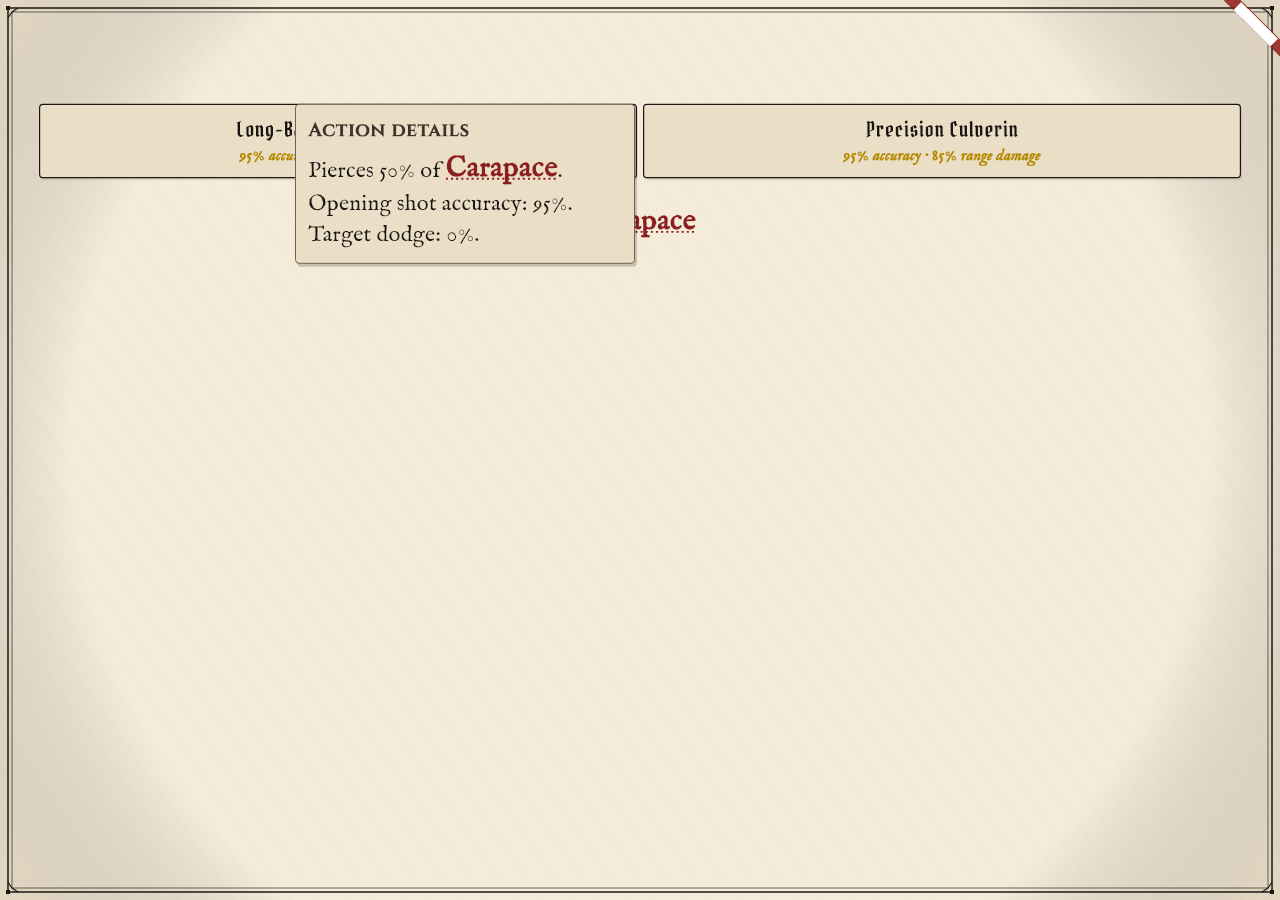 Long-B
95% accu
Action details
Pierces 50% of Carapace.
Opening shot accuracy: 95%.
Target dodge: 0%.
Precision Culverin
95% accuracy · 85% range damage
apace